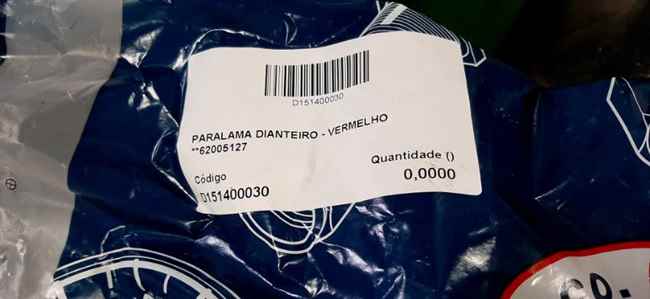 D151400030
PARALAMA DIANTEIRO - VERMELHO
**62005127
Código
Quantidade ()
D151400030
0,0000